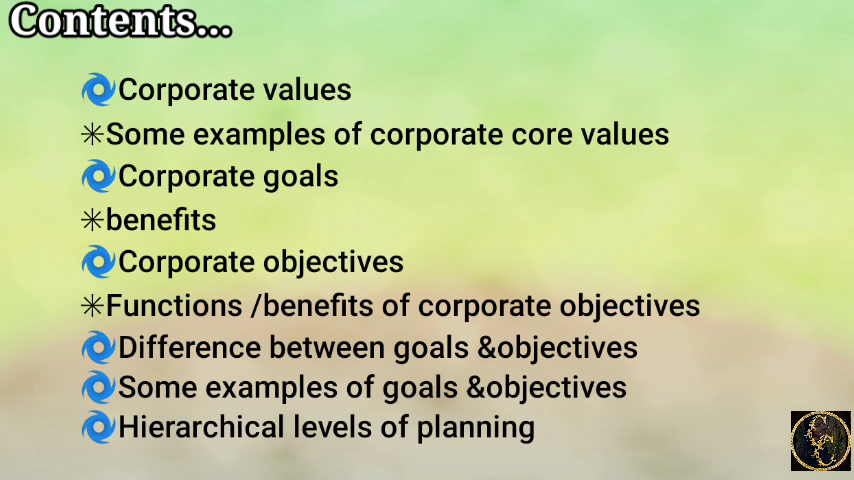 Contents...
🌀Corporate values
✳Some examples of corporate core values
🌀Corporate goals
✳benefits
🌀Corporate objectives
✳Functions /benefits of corporate objectives
🌀Difference between goals &objectives
🌀Some examples of goals &objectives
🌀Hierarchical levels of planning